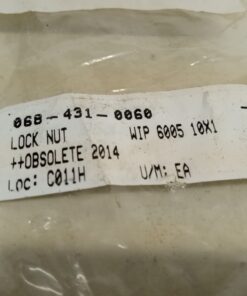 068-431-0060
LOCK NUT WIP 6005 10X1
++OBSOLETE 2014
Loc: C011H U/M: EA